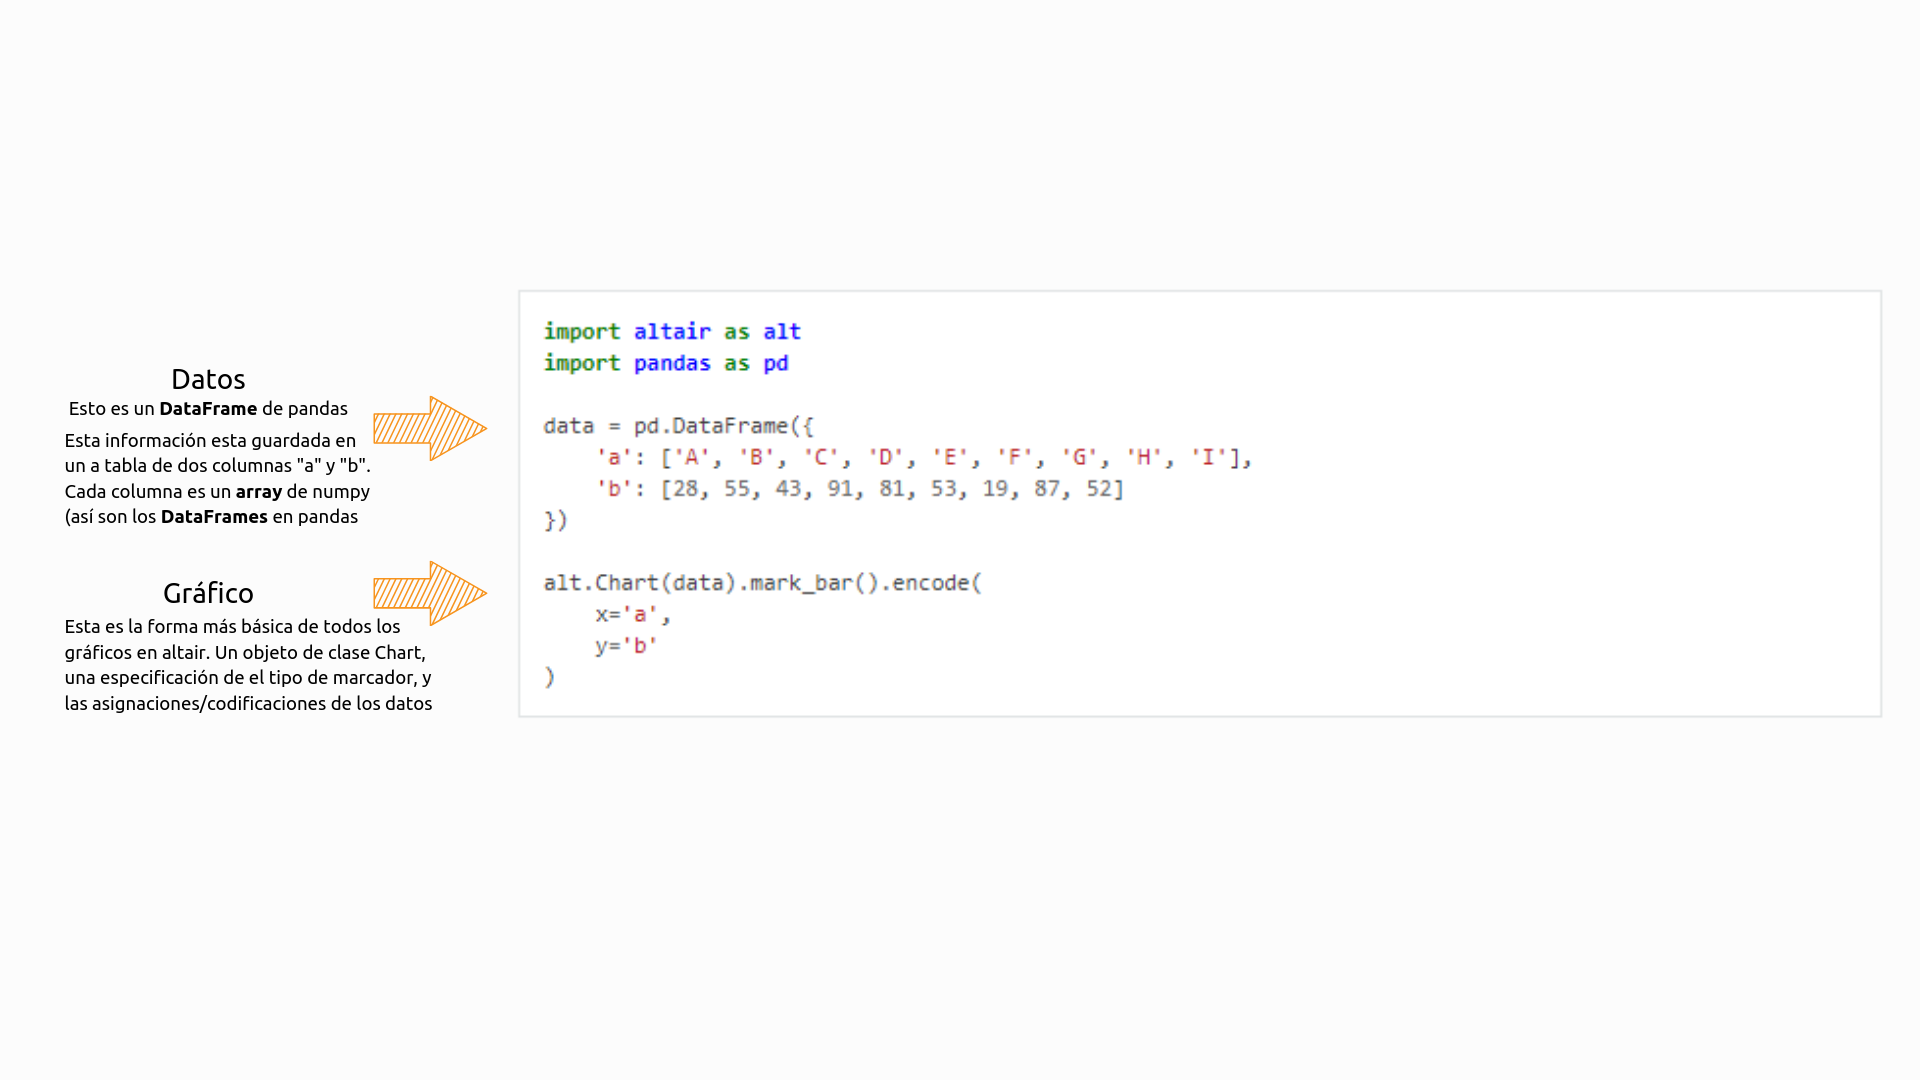 Datos
Esto es un DataFrame de pandas
Esta información esta guardada en
un a tabla de dos columnas "a" y "b".
Cada columna es un array de numpy
(así son los DataFrames en pandas
Gráfico
Esta es la forma más básica de todos los
gráficos en altair. Un objeto de clase Chart,
una especificación de el tipo de marcador, y
las asignaciones/codificaciones de los datos
import altair as alt
import pandas as pd
data = pd.DataFrame({
    'a': ['A', 'B', 'C', 'D', 'E', 'F', 'G', 'H', 'I'],
    'b': [28, 55, 43, 91, 81, 53, 19, 87, 52]
})
alt.Chart(data).mark_bar().encode(
    x='a',
    y='b'
)